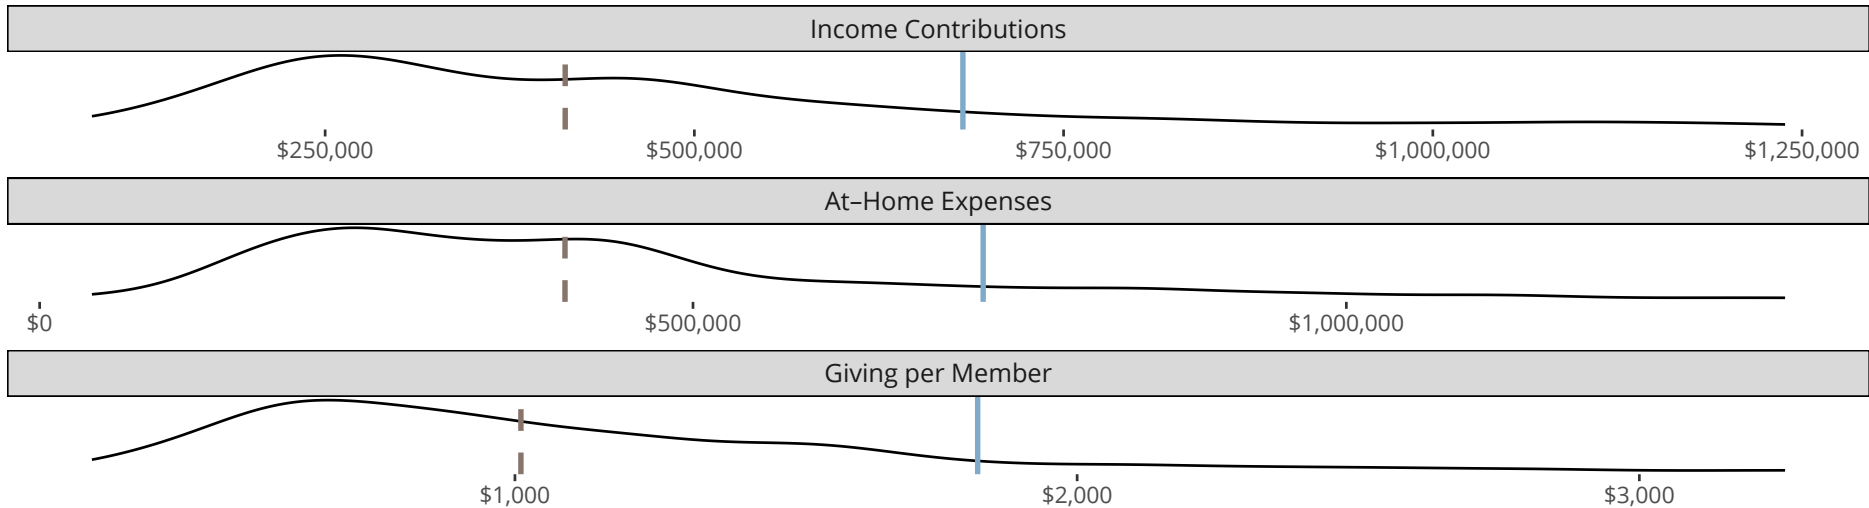 Income Contributions
$250,000 $500,000 $750,000 $1,000,000 $1,250,000
At–Home Expenses
$0 $500,000 $1,000,000
Giving per Member
$1,000 $2,000 $3,000